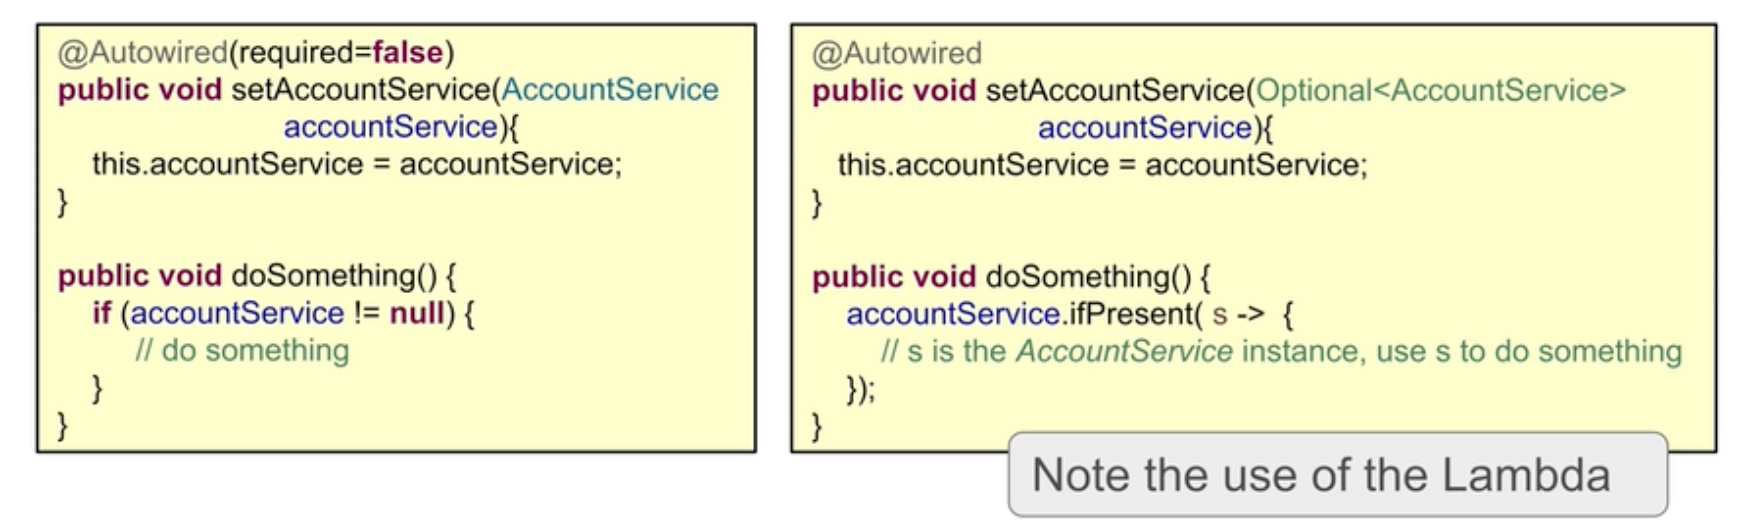 @Autowired(required=false)
public void setAccountService(AccountService
accountService){
this.accountService = accountService;
}
public void doSomething() {
if (accountService != null) {
// do something
}
}
@Autowired
public void setAccountService(Optional<AccountService>
accountService){
this.accountService = accountService;
}
public void doSomething() {
accountService.ifPresent( s -> {
// s is the AccountService instance, use s to do something
});
}
Note the use of the Lambda